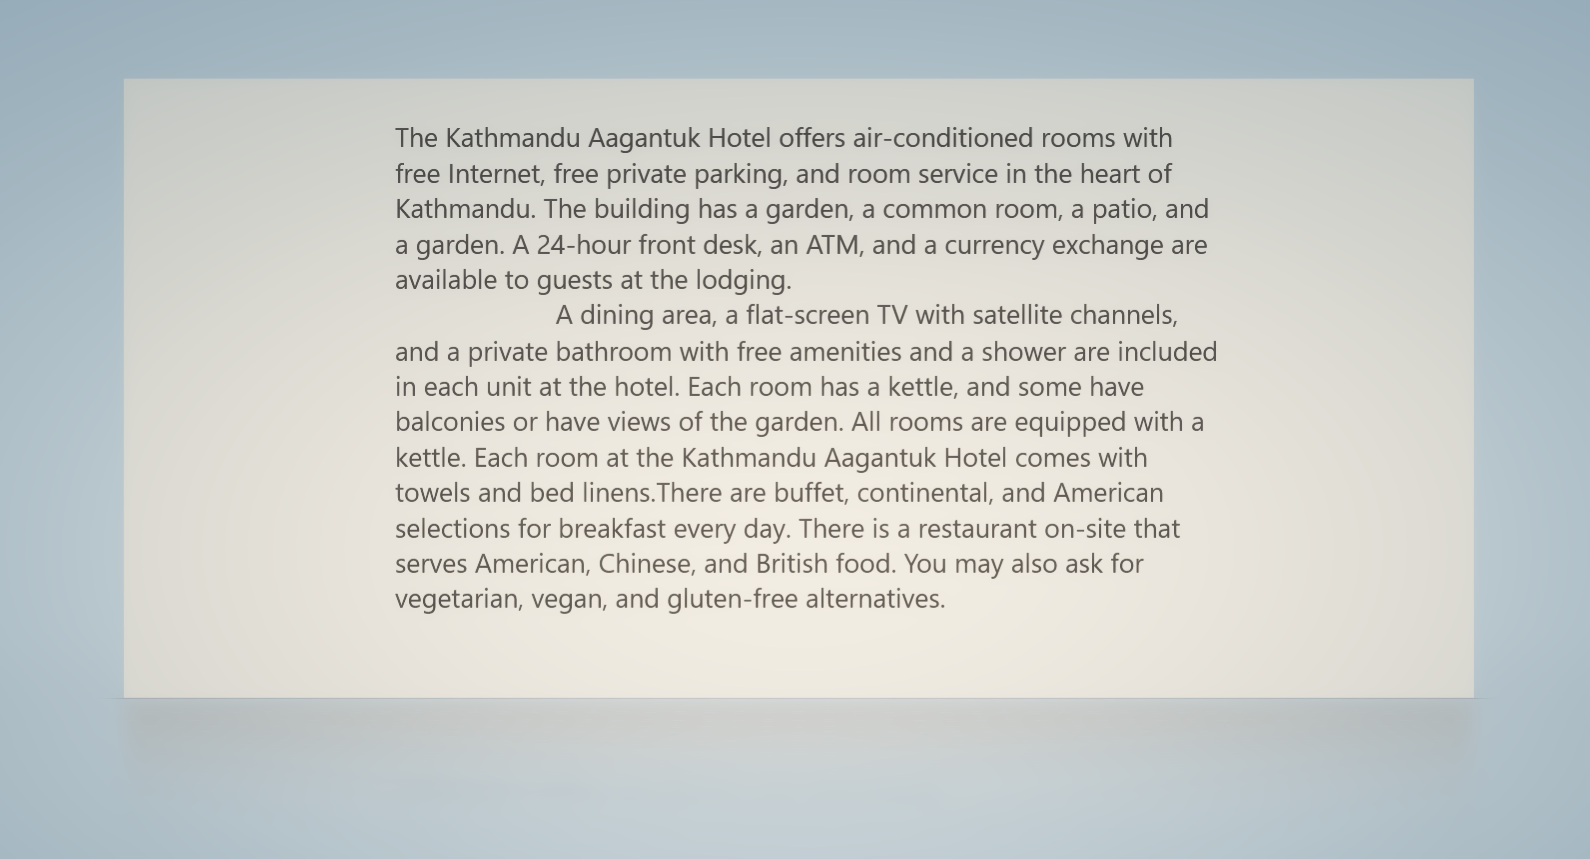 The Kathmandu Aagantuk Hotel offers air-conditioned rooms with
free Internet, free private parking, and room service in the heart of
Kathmandu. The building has a garden, a common room, a patio, and
a garden. A 24-hour front desk, an ATM, and a currency exchange are
available to guests at the lodging.
A dining area, a flat-screen TV with satellite channels,
and a private bathroom with free amenities and a shower are included
in each unit at the hotel. Each room has a kettle, and some have
balconies or have views of the garden. All rooms are equipped with a
kettle. Each room at the Kathmandu Aagantuk Hotel comes with
towels and bed linens.There are buffet, continental, and American
selections for breakfast every day. There is a restaurant on-site that
serves American, Chinese, and British food. You may also ask for
vegetarian, vegan, and gluten-free alternatives.